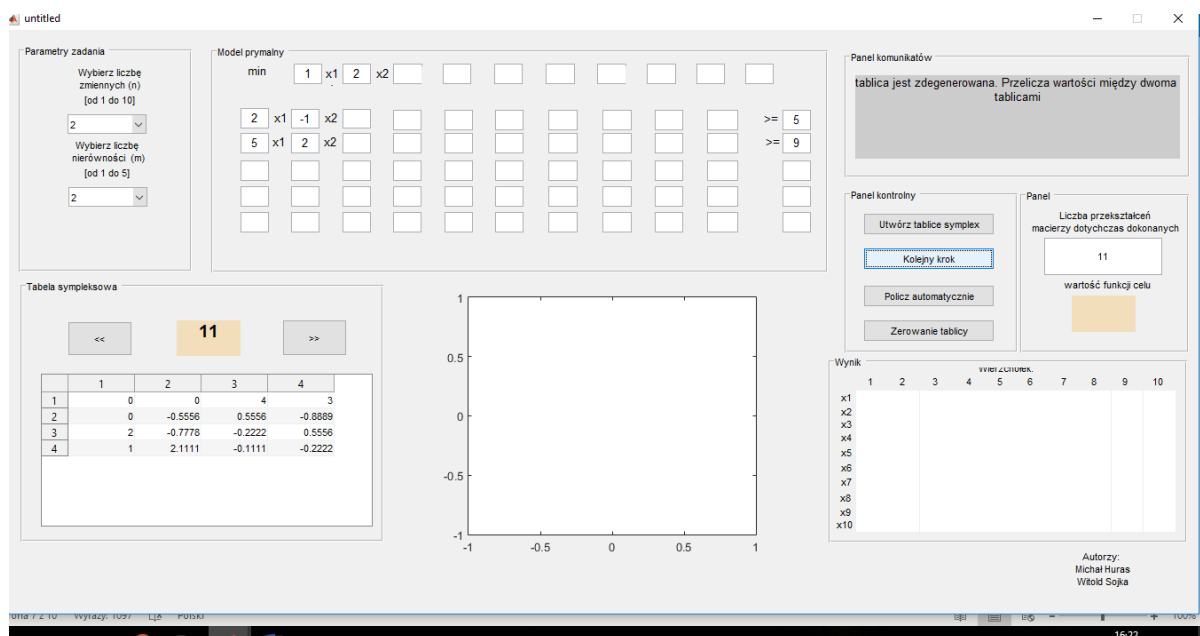 untitled
Parametry zadania
Wybierz liczbę
zmiennych (n)
[od 1 do 10]
2
Wybierz liczbę
nierówności (m)
[od 1 do 5]
2
Model prymalny
min 1 x1 2 x2
2 x1 -1 x2 >= 5
5 x1 2 x2 >= 9
Panel komunikatów
tablica jest zdegenerowana. Przelicza wartości między dwoma
tablicami
Panel kontrolny
Utwórz tablice symplex
Kolejny krok
Policz automatycznie
Zerowanie tablicy
Panel
Liczba przekształceń
macierzy dotychczas dokonanych
11
wartość funkcji celu
Tabela sympleksowa
<< 11 >>
1 2 3 4
1 0 0 4 3
2 0 -0.5556 0.5556 -0.8889
3 2 -0.7778 -0.2222 0.5556
4 1 2.1111 -0.1111 -0.2222
1
0.5
0
-0.5
-1
-1 -0.5 0 0.5 1
Wynik
Wierzchołek:
1 2 3 4 5 6 7 8 9 10
x1
x2
x3
x4
x5
x6
x7
x8
x9
x10
Autorzy:
Michał Huras
Witold Sojka
7 z 10 Wyrazy: 1097 Polski 100%
16:22